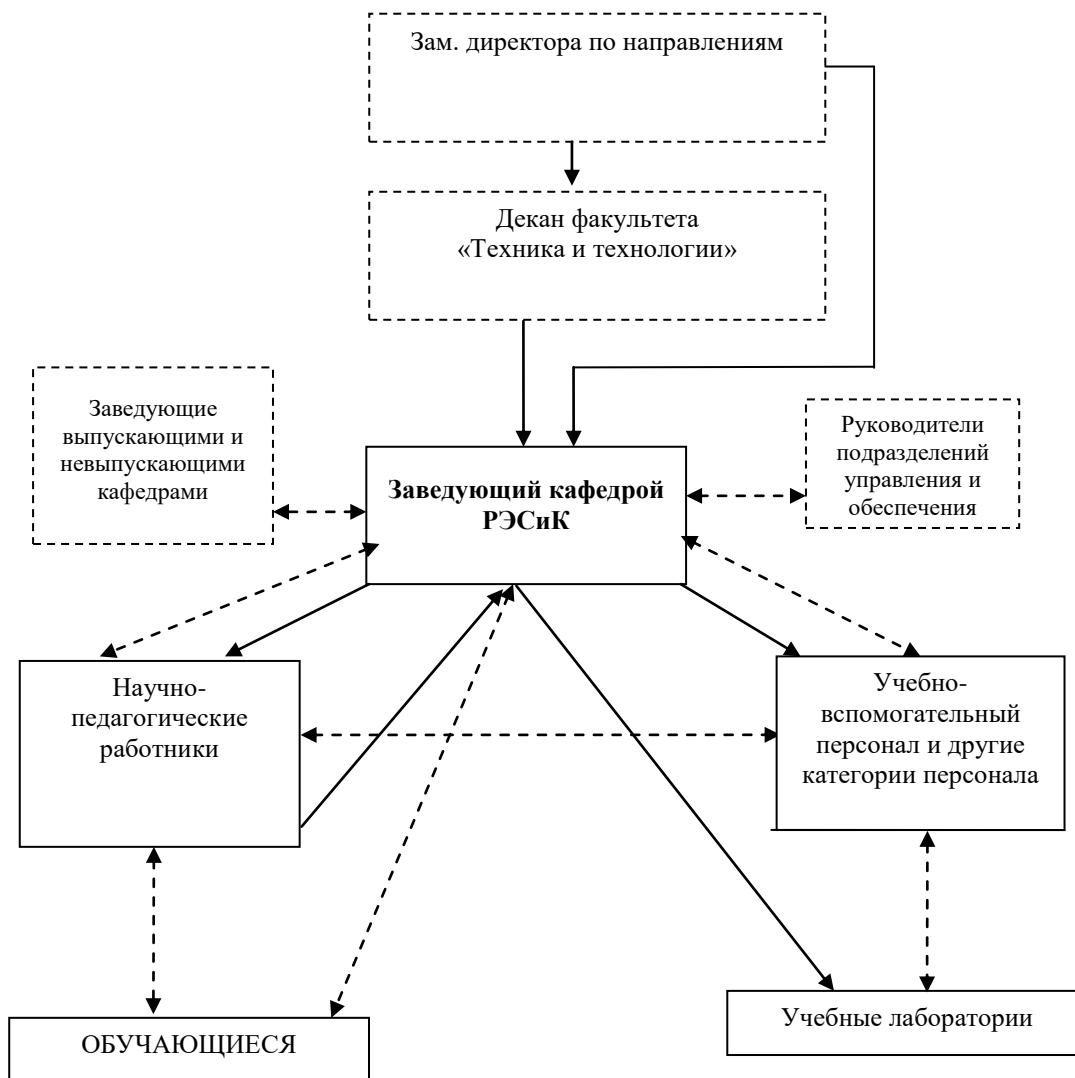 Зам. директора по направлениям
Декан факультета
«Техника и технологии»
Заведующие
выпускающими и
невыпускающими
кафедрами
Руководители
подразделений
управления и
обеспечения
Заведующий кафедрой
РЭСиК
Научно-
педагогические
работники
Учебно-
вспомогательный
персонал и другие
категории персонала
ОБУЧАЮЩИЕСЯ
Учебные лаборатории